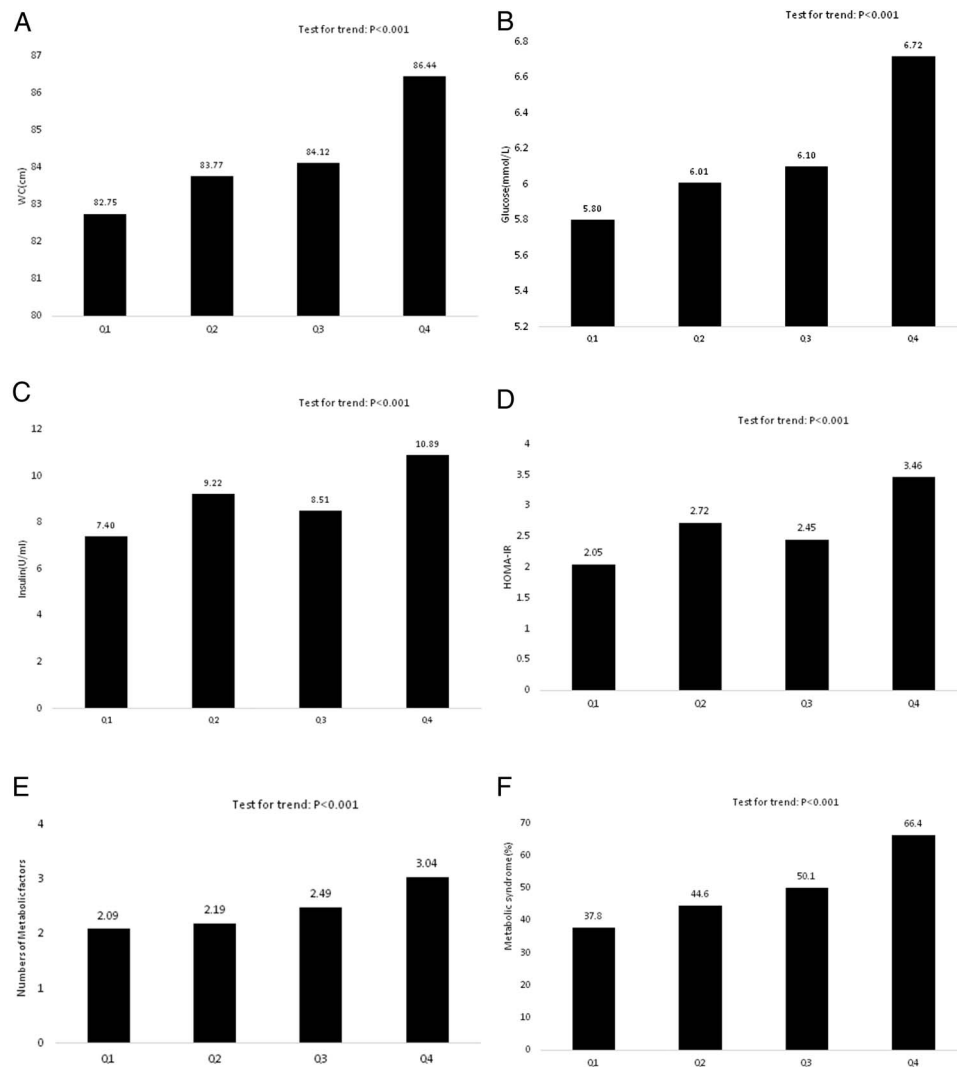 A
Test for trend: P<0.001
WC(cm)
87
86
85
84
83
82
81
80
82.75
83.77
84.12
86.44
Q1 Q2 Q3 Q4
B
Test for trend: P<0.001
Glucose(mmol/L)
6.8
6.6
6.4
6.2
6
5.8
5.6
5.4
5.2
5.80
6.01
6.10
6.72
Q1 Q2 Q3 Q4
C
Test for trend: P<0.001
Insulin(U/ml)
12
10
8
6
4
2
0
7.40
9.22
8.51
10.89
Q1 Q2 Q3 Q4
D
Test for trend: P<0.001
HOMA-IR
4
3.5
3
2.5
2
1.5
1
0.5
0
2.05
2.72
2.45
3.46
Q1 Q2 Q3 Q4
E
Test for trend: P<0.001
Numbers of Metabolic factors
4
3
2
1
0
2.09
2.19
2.49
3.04
Q1 Q2 Q3 Q4
F
Test for trend: P<0.001
Metabolic syndrome(%)
70
60
50
40
30
20
10
0
37.8
44.6
50.1
66.4
Q1 Q2 Q3 Q4